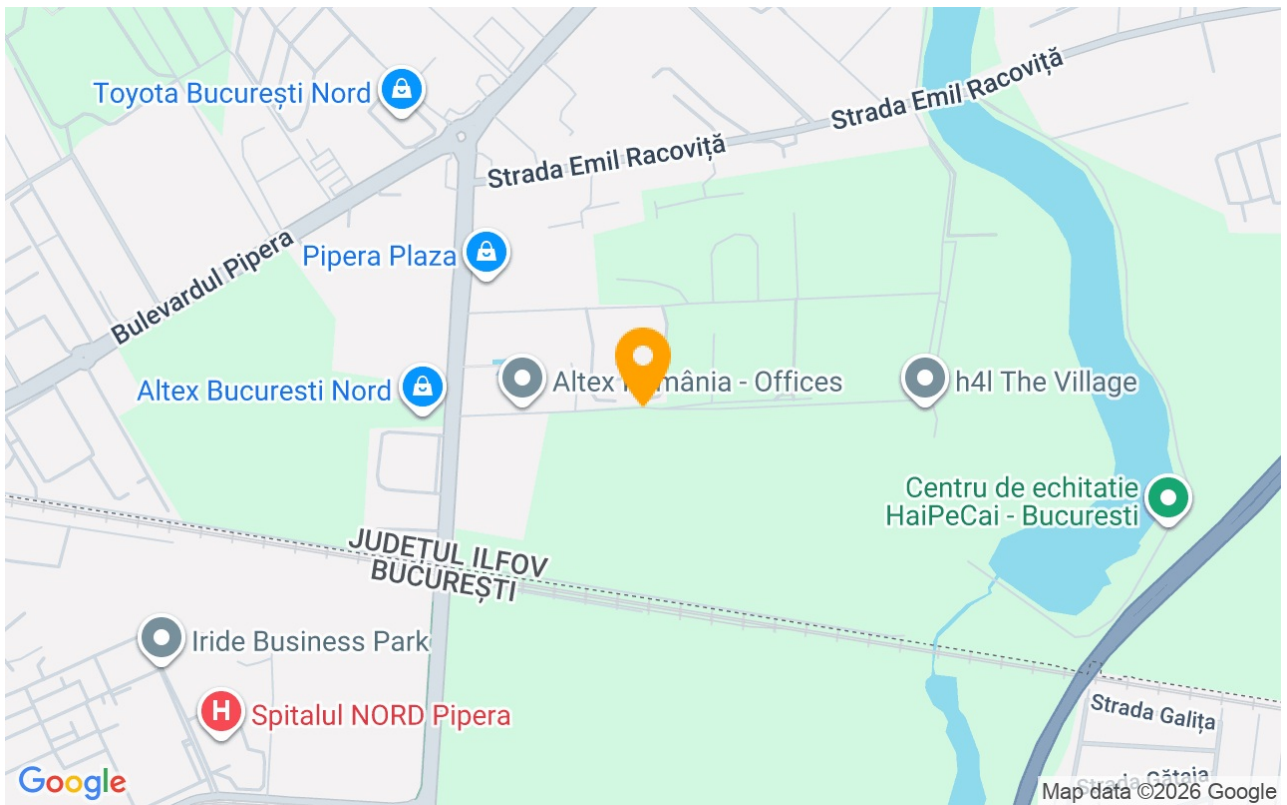 Toyota București Nord
Strada Emil Racoviță
Strada Emil Racoviță
Bulevardul Pipera
Pipera Plaza
Altex Bucuresti Nord
Altex România - Offices
h4l The Village
Centru de echitatie
HaiPeCai - Bucuresti
JUDEȚUL ILFOV
BUCUREȘTI
Iride Business Park
H
Spitalul NORD Pipera
Strada Galița
Strada Gătaia
Google
Map data ©2026 Google